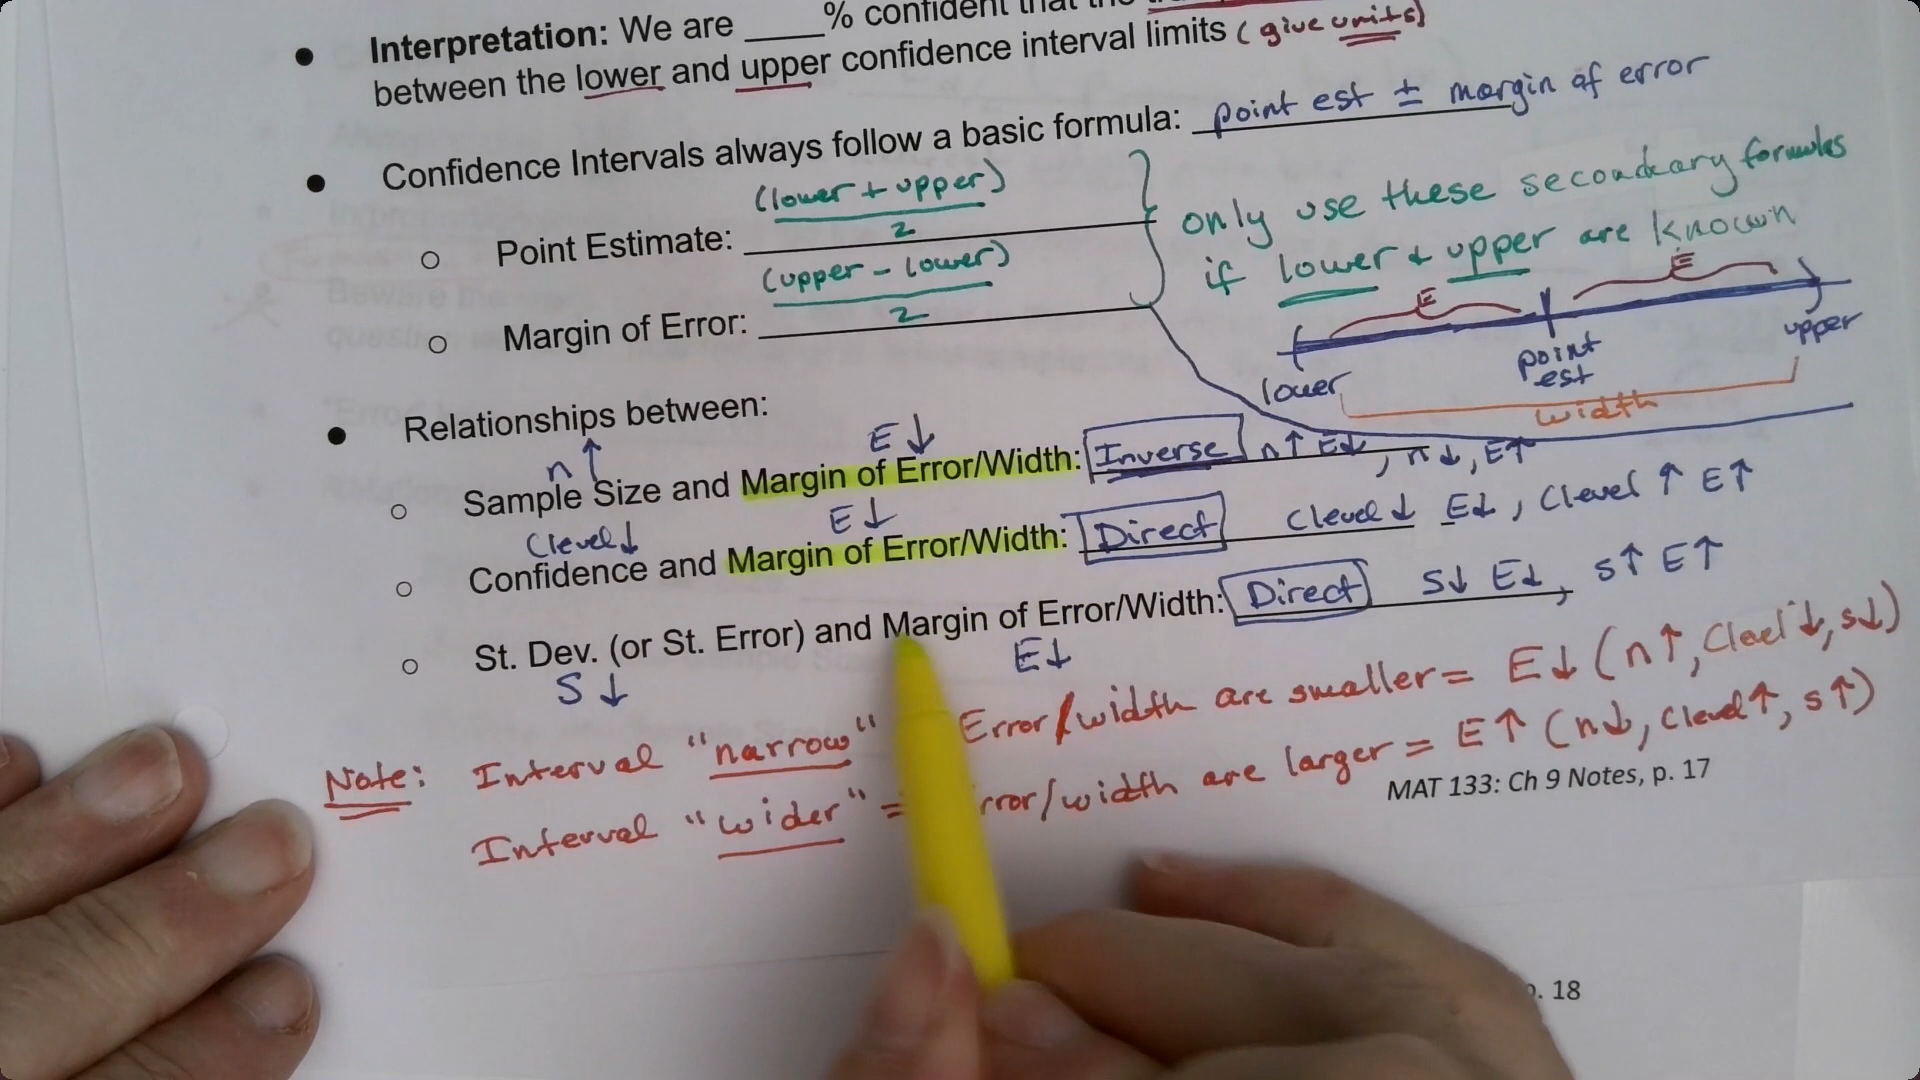 Interpretation: We are ____% confident that the
between the lower and upper confidence interval limits (give units)
Confidence Intervals always follow a basic formula: point est ± margin of error
(lower + upper)
Point Estimate: 2
(upper - lower)
Margin of Error: 2
only use these secondary formulas
if lower + upper are known
E E
lower point est upper
width
Relationships between:
n ↑ E ↓
Sample Size and Margin of Error/Width: Inverse n↑ E↓, n↓, E↑
Clevel ↓ E ↓
Confidence and Margin of Error/Width: Direct Clevel ↓ E↓, Clevel ↑ E↑
St. Dev. (or St. Error) and Margin of Error/Width: Direct S↓ E↓, s↑ E↑
S ↓ E↓
Note: Interval "narrow" Error/width are smaller = E↓ (n↑, Clevel↓, s↓)
Interval "wider" = rror/width are larger = E↑ (n↓, Clevel↑, s↑)
MAT 133: Ch 9 Notes, p. 17
p. 18